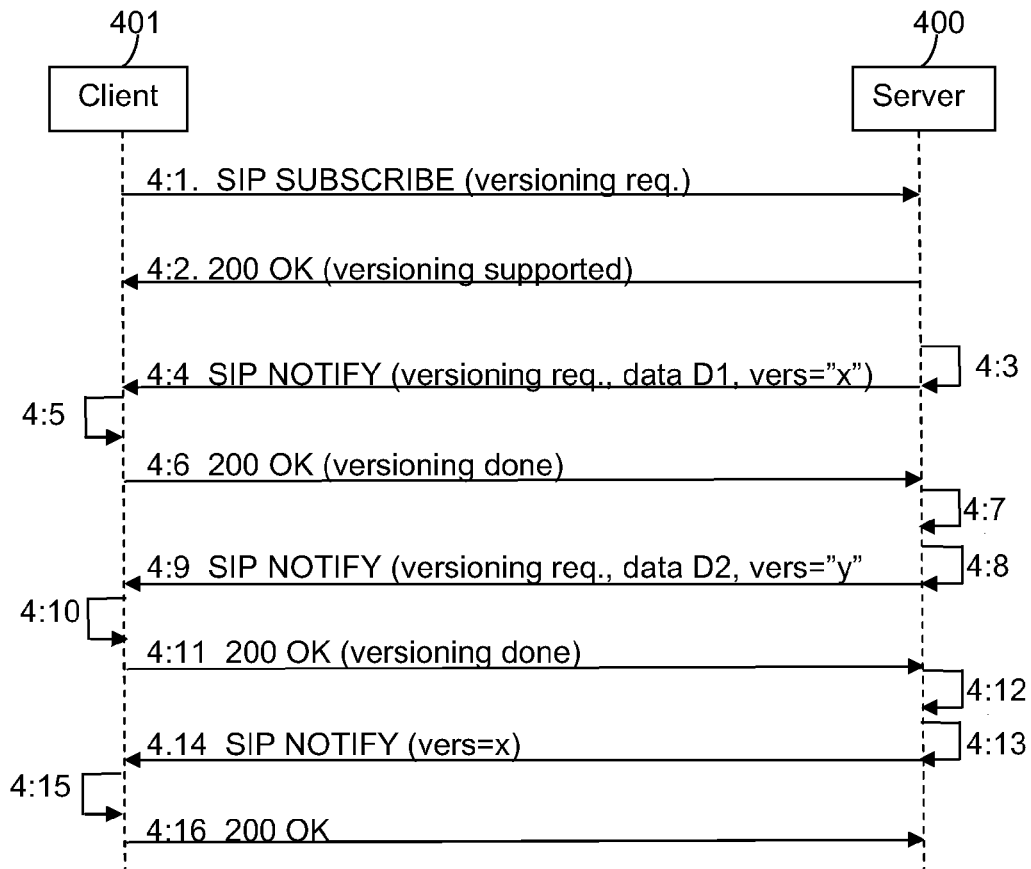 401
400
Client
Server
4:1. SIP SUBSCRIBE (versioning req.)
4:2. 200 OK (versioning supported)
4:3
4:4 SIP NOTIFY (versioning req., data D1, vers=”x”)
4:5
4:6 200 OK (versioning done)
4:7
4:8
4:9 SIP NOTIFY (versioning req., data D2, vers=”y”
4:10
4:11 200 OK (versioning done)
4:12
4:13
4.14 SIP NOTIFY (vers=x)
4:15
4:16 200 OK